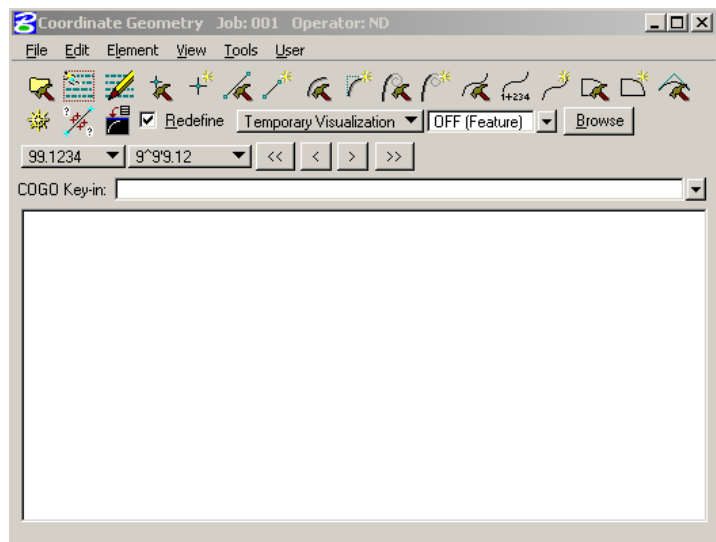 Coordinate Geometry Job: 001 Operator: ND
File Edit Element View Tools User
1+234
Redefine Temporary Visualization OFF (Feature) Browse
99.1234 9^9'9.12 << < > >>
COGO Key-in: